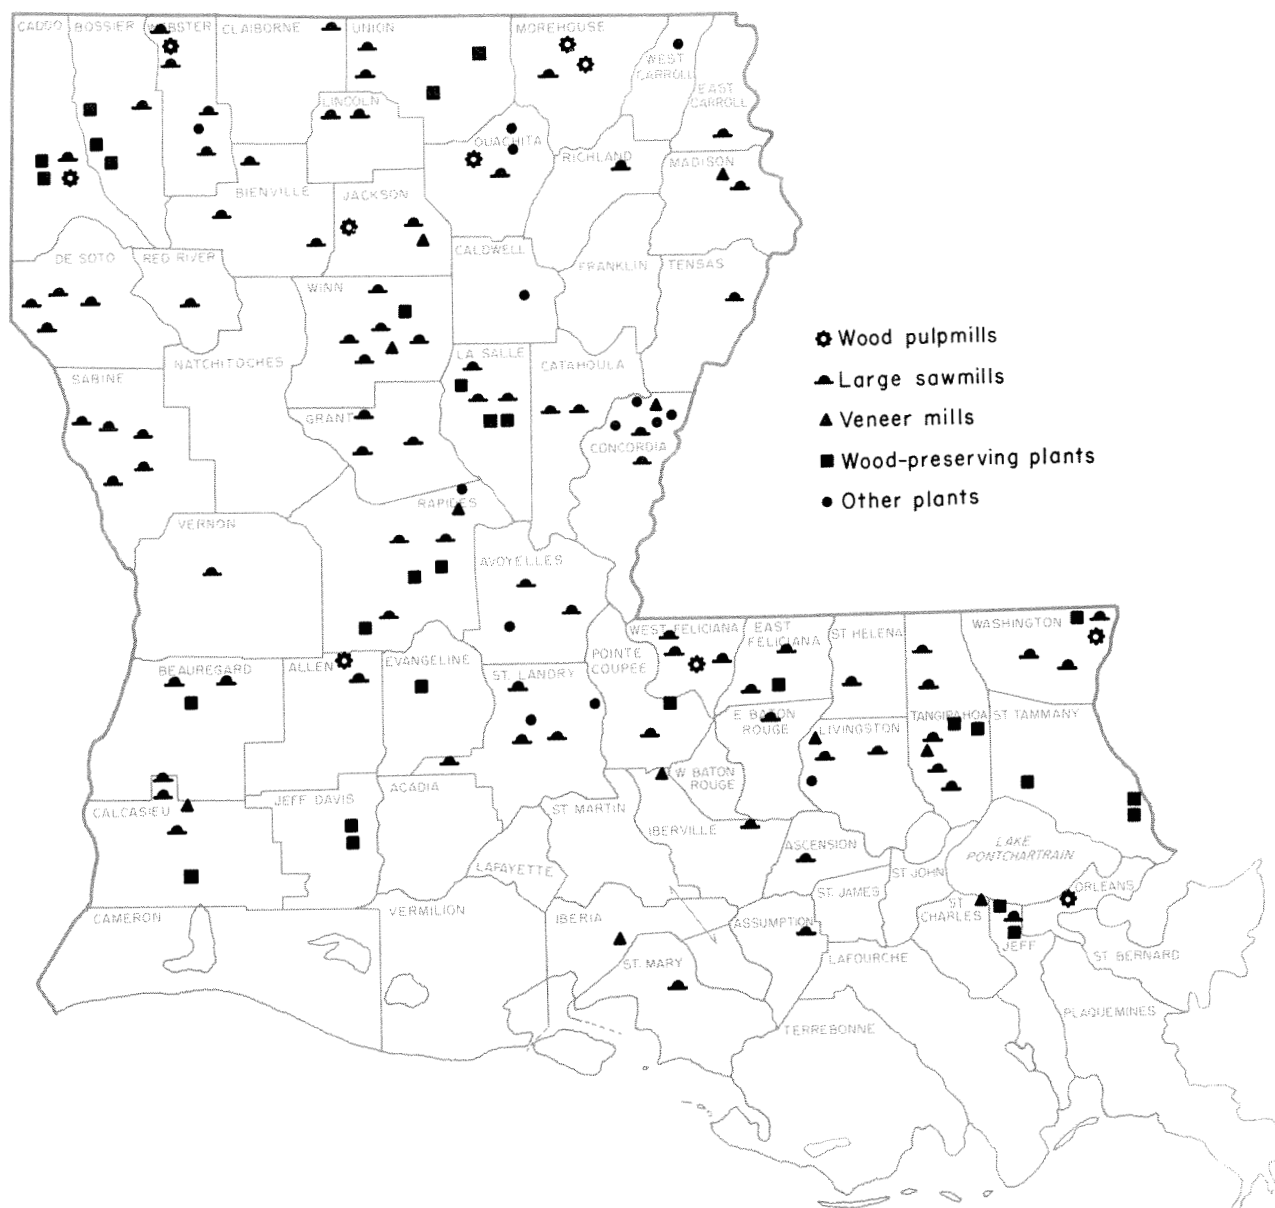 CADDO BOSSIER WEBSTER CLAIBORNE UNION MOREHOUSE
WEST
CARROLL
EAST
CARROLL
LINCOLN
OUACHITA
RICHLAND
MADISON
BIENVILLE
JACKSON
DE SOTO
RED RIVER
CALDWELL
FRANKLIN
TENSAS
WINN
NATCHITOCHES
LA SALLE
CATAHOULA
SABINE
GRANT
CONCORDIA
Wood pulpmills
Large sawmills
Veneer mills
Wood-preserving plants
Other plants
RAPIDES
VERNON
AVOYELLES
WEST FELICIANA
EAST
FELICIANA
ST HELENA
WASHINGTON
BEAUREGARD
ALLEN
EVANGELINE
ST. LANDRY
POINTE
COUPEE
E BATON
ROUGE
LIVINGSTON
TANGIPAHOA
ST TAMMANY
W BATON
ROUGE
CALCASIEU
JEFF DAVIS
ACADIA
ST MARTIN
IBERVILLE
ASCENSION
LAKE
PONTCHARTRAIN
LAFAYETTE
ST JOHN
ST. JAMES
ORLEANS
CAMERON
VERMILION
IBERIA
ASSUMPTION
ST
CHARLES
JEFF
ST. MARY
LAFOURCHE
ST BERNARD
TERREBONNE
PLAQUEMINES